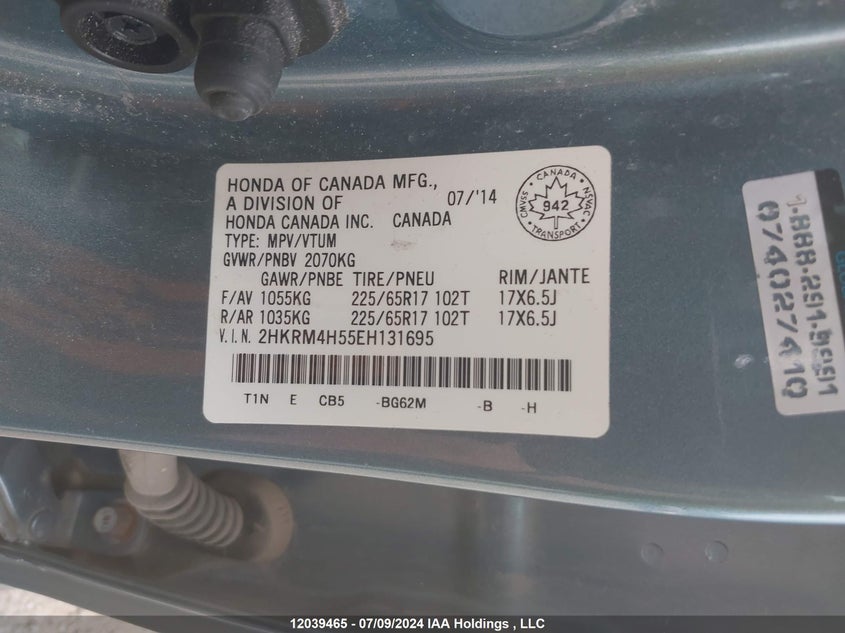 HONDA OF CANADA MFG.,
A DIVISION OF 07/'14
HONDA CANADA INC. CANADA
TYPE: MPV/VTUM
GVWR/PNBV 2070KG
GAWR/PNBE TIRE/PNEU RIM/JANTE
F/AV 1055KG 225/65R17 102T 17X6.5J
R/AR 1035KG 225/65R17 102T 17X6.5J
V.I.N. 2HKRM4H55EH131695
T1N E CB5 -BG62M -B -H
CANADA
CMVSS 942 NSVAC
TRANSPORT
07402741Q
12039465 - 07/09/2024 IAA Holdings , LLC